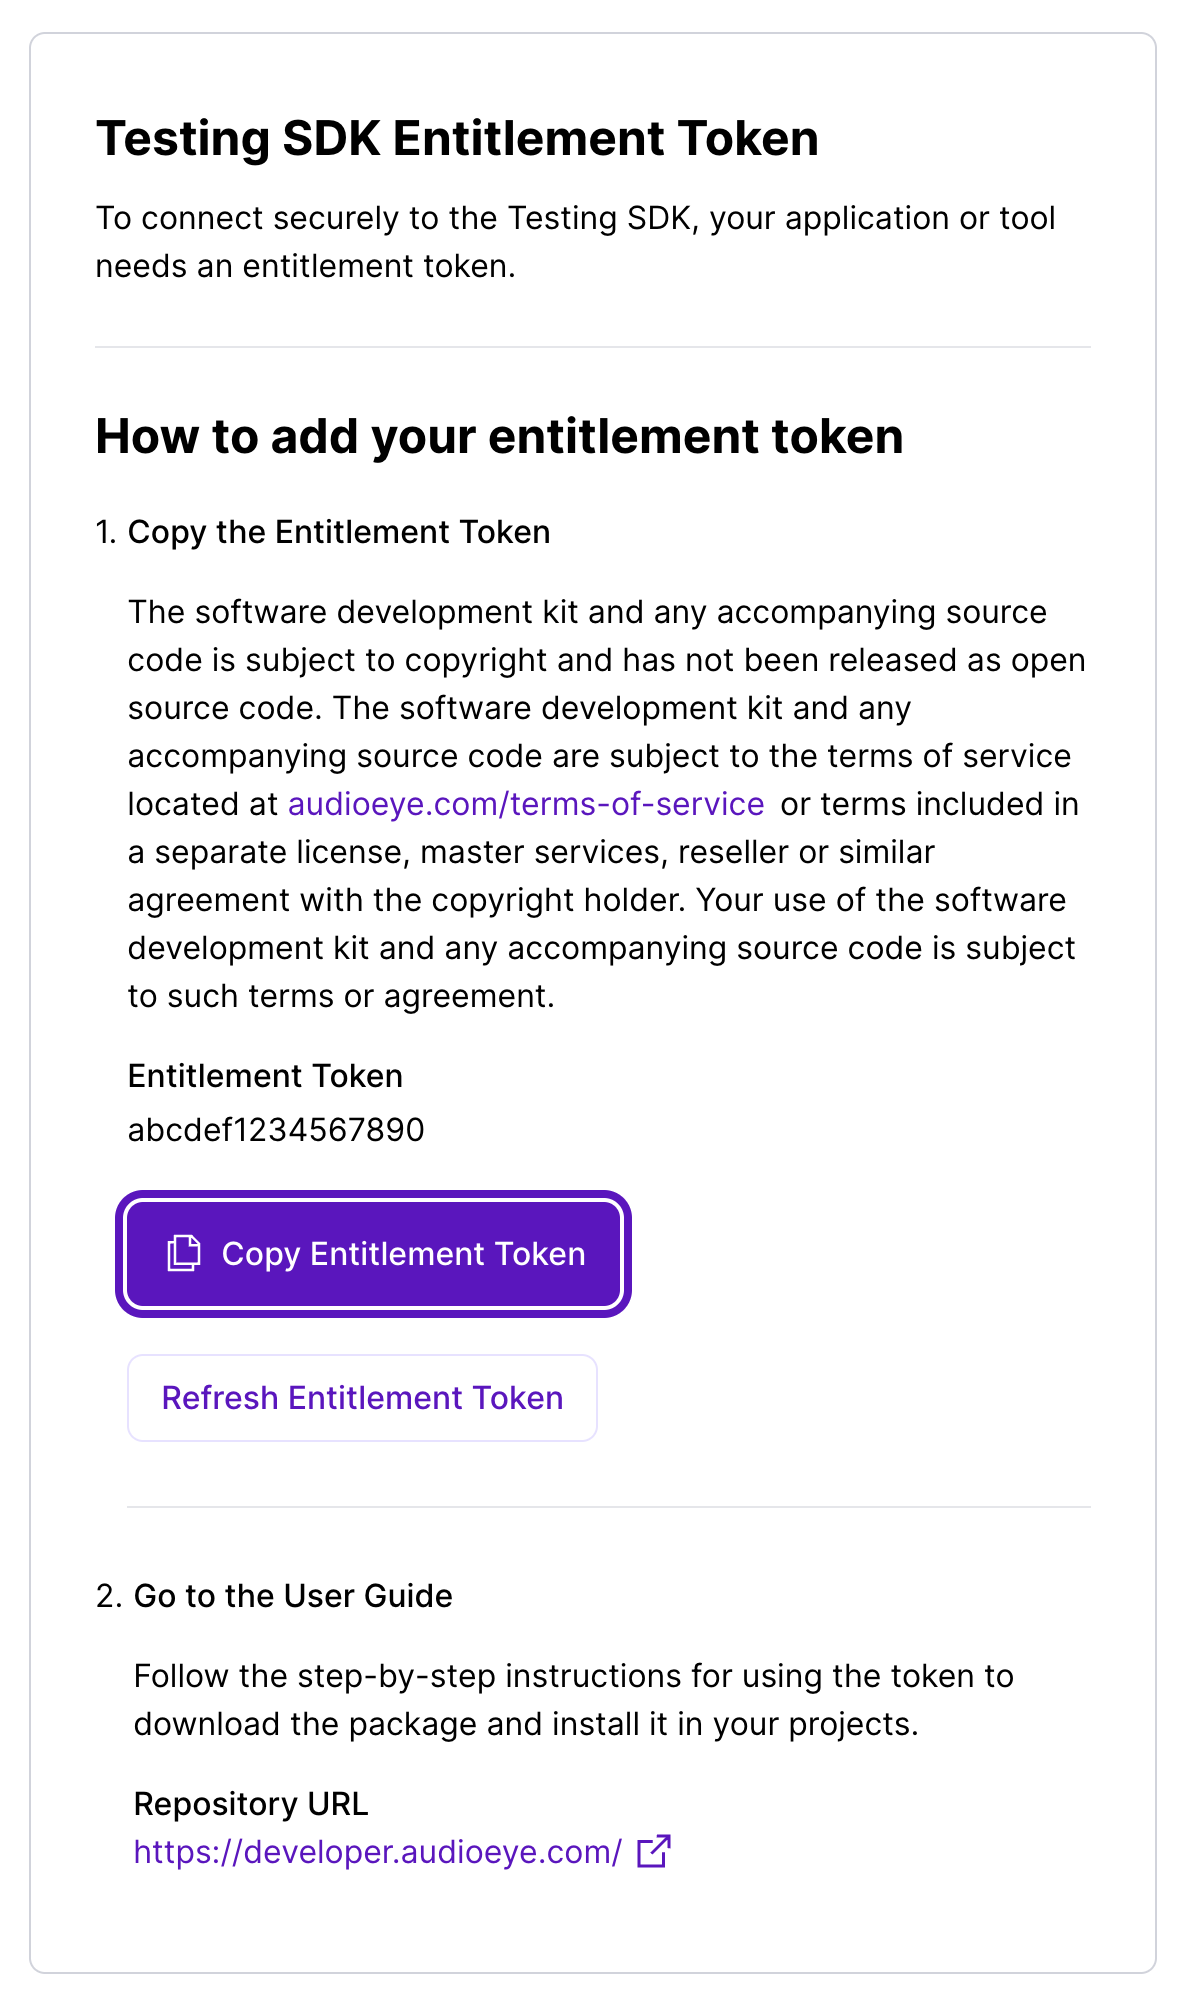 Testing SDK Entitlement Token
To connect securely to the Testing SDK, your application or tool
needs an entitlement token.
How to add your entitlement token
1. Copy the Entitlement Token
The software development kit and any accompanying source
code is subject to copyright and has not been released as open
source code. The software development kit and any
accompanying source code are subject to the terms of service
located at audioeye.com/terms-of-service or terms included in
a separate license, master services, reseller or similar
agreement with the copyright holder. Your use of the software
development kit and any accompanying source code is subject
to such terms or agreement.
Entitlement Token
abcdef1234567890
Copy Entitlement Token
Refresh Entitlement Token
2. Go to the User Guide
Follow the step-by-step instructions for using the token to
download the package and install it in your projects.
Repository URL
https://developer.audioeye.com/